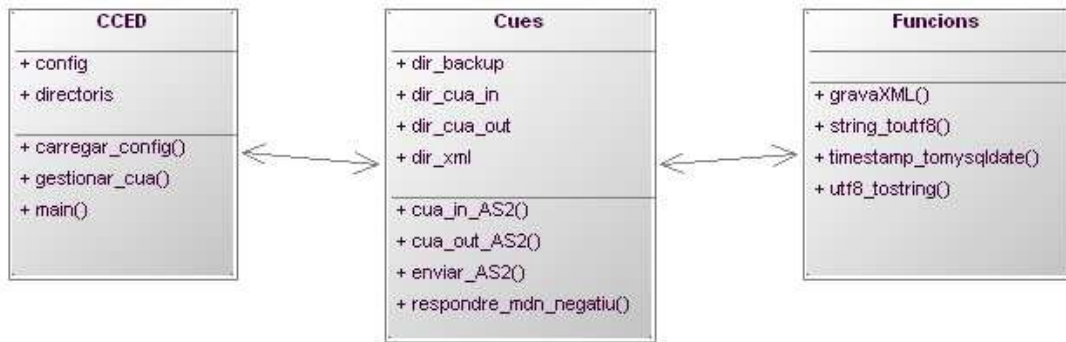 CCED
+ config
+ directoris
+ carregar_config()
+ gestionar_cua()
+ main()
Cues
+ dir_backup
+ dir_cua_in
+ dir_cua_out
+ dir_xml
+ cua_in_AS2()
+ cua_out_AS2()
+ enviar_AS2()
+ respondre_mdn_negatiu()
Funcions
+ gravaXML()
+ string_toutf8()
+ timestamp_tomysqldate()
+ utf8_tostring()